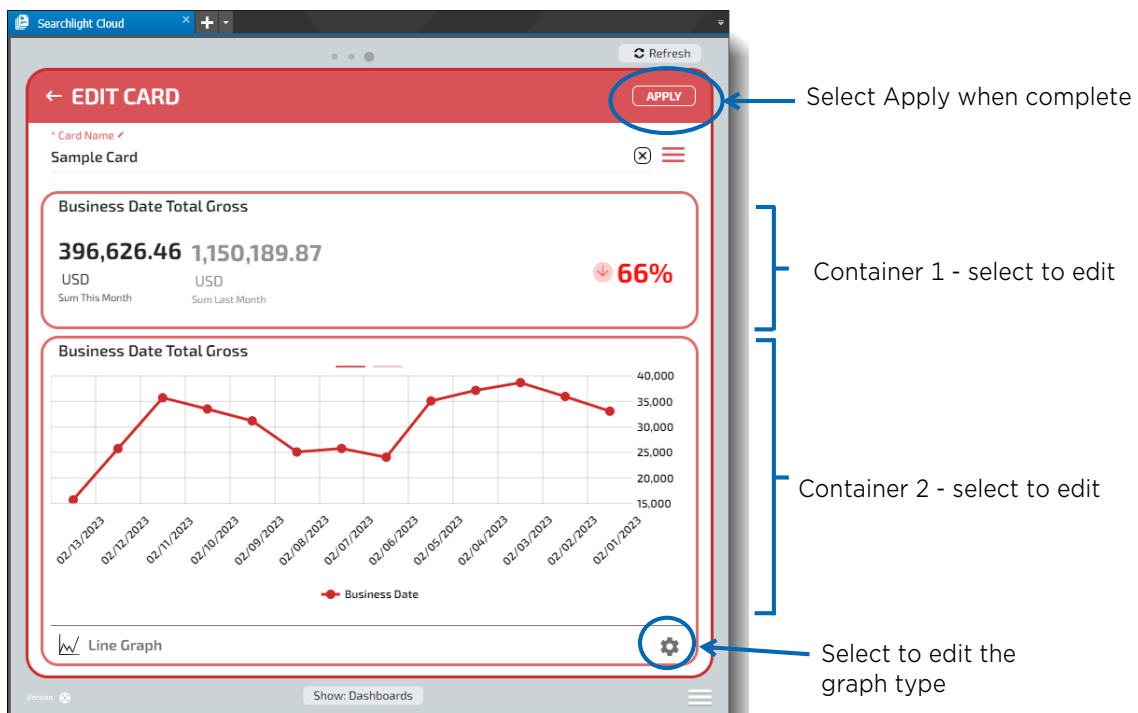 Searchlight Cloud
Refresh
← EDIT CARD
APPLY
Select Apply when complete
* Card Name
Sample Card
Business Date Total Gross
396,626.46 1,150,189.87
USD USD
Sum This Month Sum Last Month
66%
Container 1 - select to edit
Business Date Total Gross
40,000
35,000
30,000
25,000
20,000
15,000
02/13/2023
02/12/2023
02/11/2023
02/10/2023
02/09/2023
02/08/2023
02/07/2023
02/06/2023
02/05/2023
02/04/2023
02/03/2023
02/02/2023
02/01/2023
Business Date
Container 2 - select to edit
Line Graph
Select to edit the
graph type
Version
Show: Dashboards